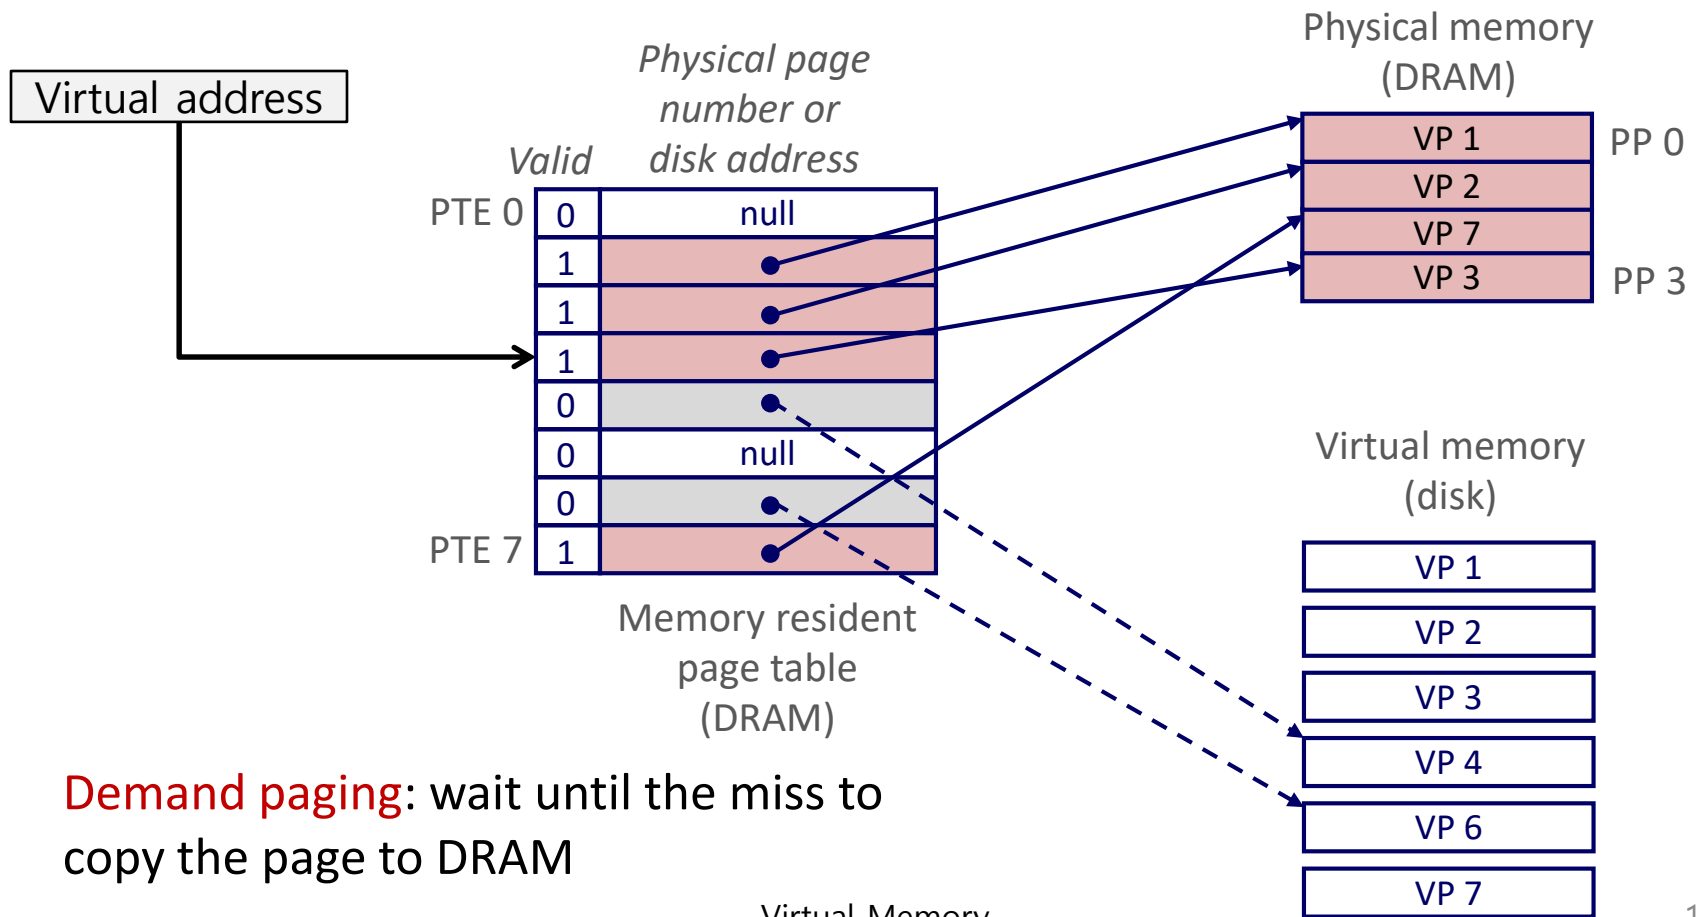 Virtual address
Physical page
number or
disk address
Valid
PTE 0
0
null
1
1
1
0
0
null
0
PTE 7
1
Memory resident
page table
(DRAM)
Physical memory
(DRAM)
VP 1
PP 0
VP 2
VP 7
VP 3
PP 3
Virtual memory
(disk)
VP 1
VP 2
VP 3
VP 4
VP 6
VP 7
Demand paging: wait until the miss to
copy the page to DRAM
Virtual Memory
1